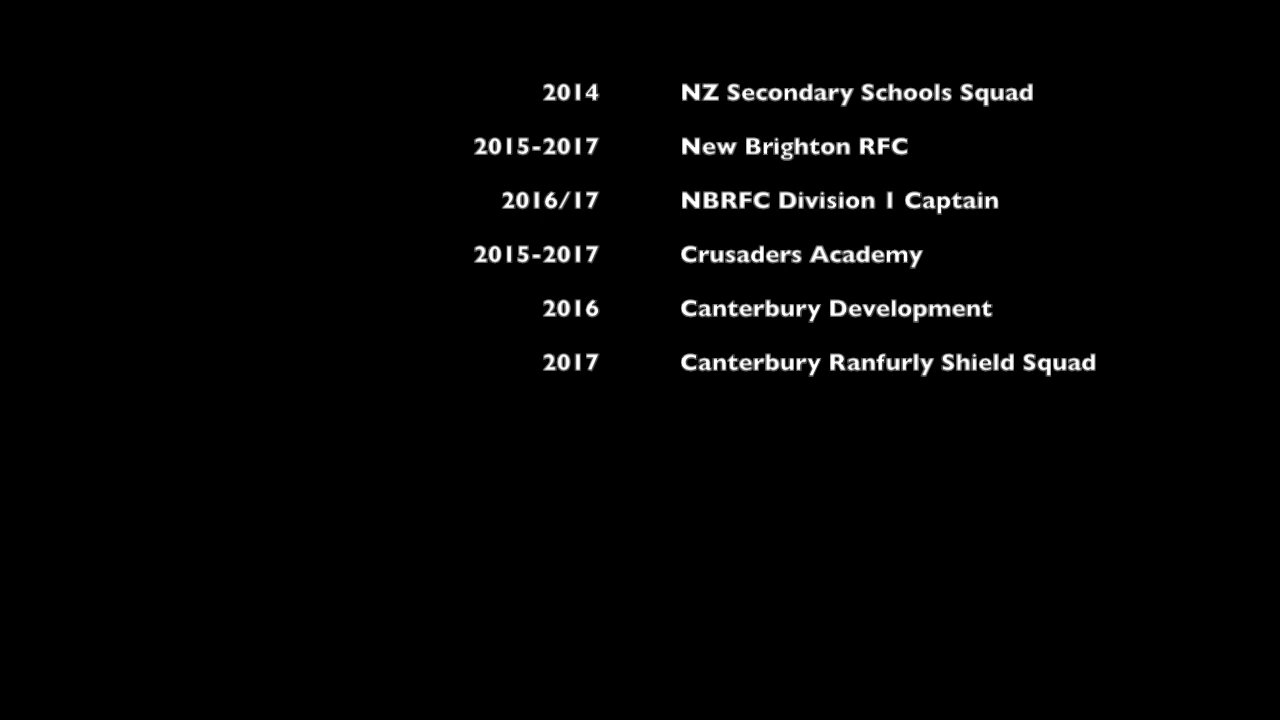 2014 NZ Secondary Schools Squad
2015-2017 New Brighton RFC
2016/17 NBRFC Division 1 Captain
2015-2017 Crusaders Academy
2016 Canterbury Development
2017 Canterbury Ranfurly Shield Squad